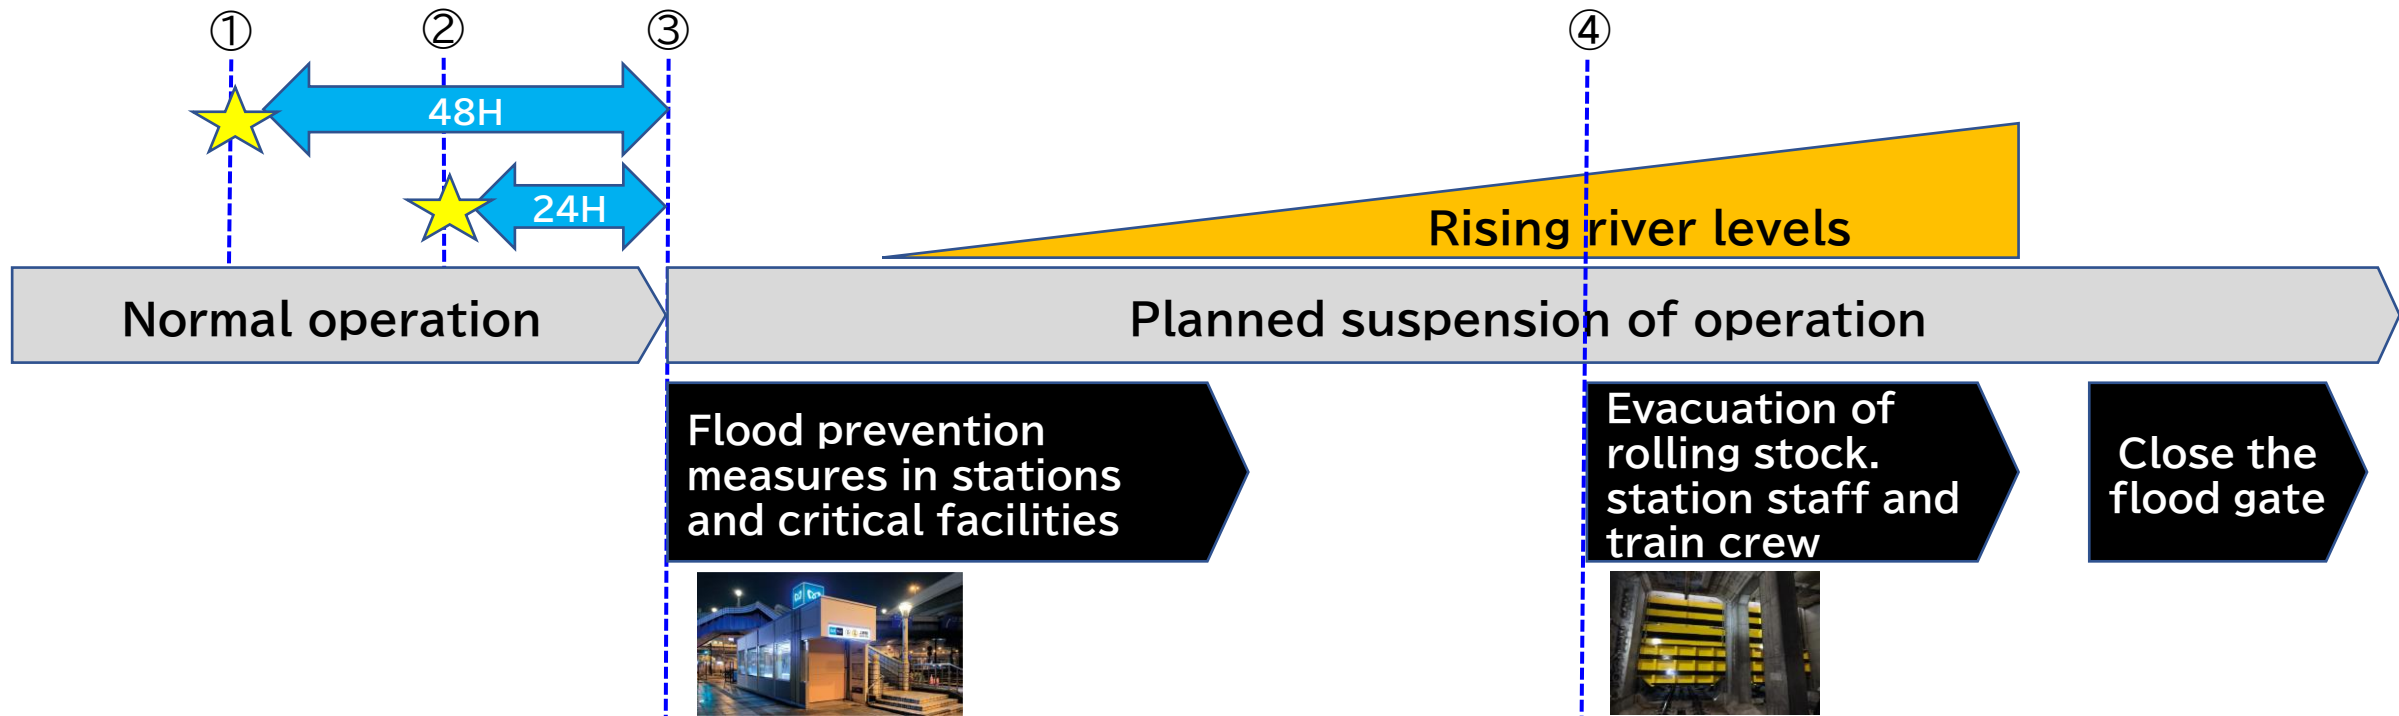 ①
②
③
④
48H
24H
Rising river levels
Normal operation
Planned suspension of operation
Flood prevention
measures in stations
and critical facilities
Evacuation of
rolling stock.
station staff and
train crew
Close the
flood gate